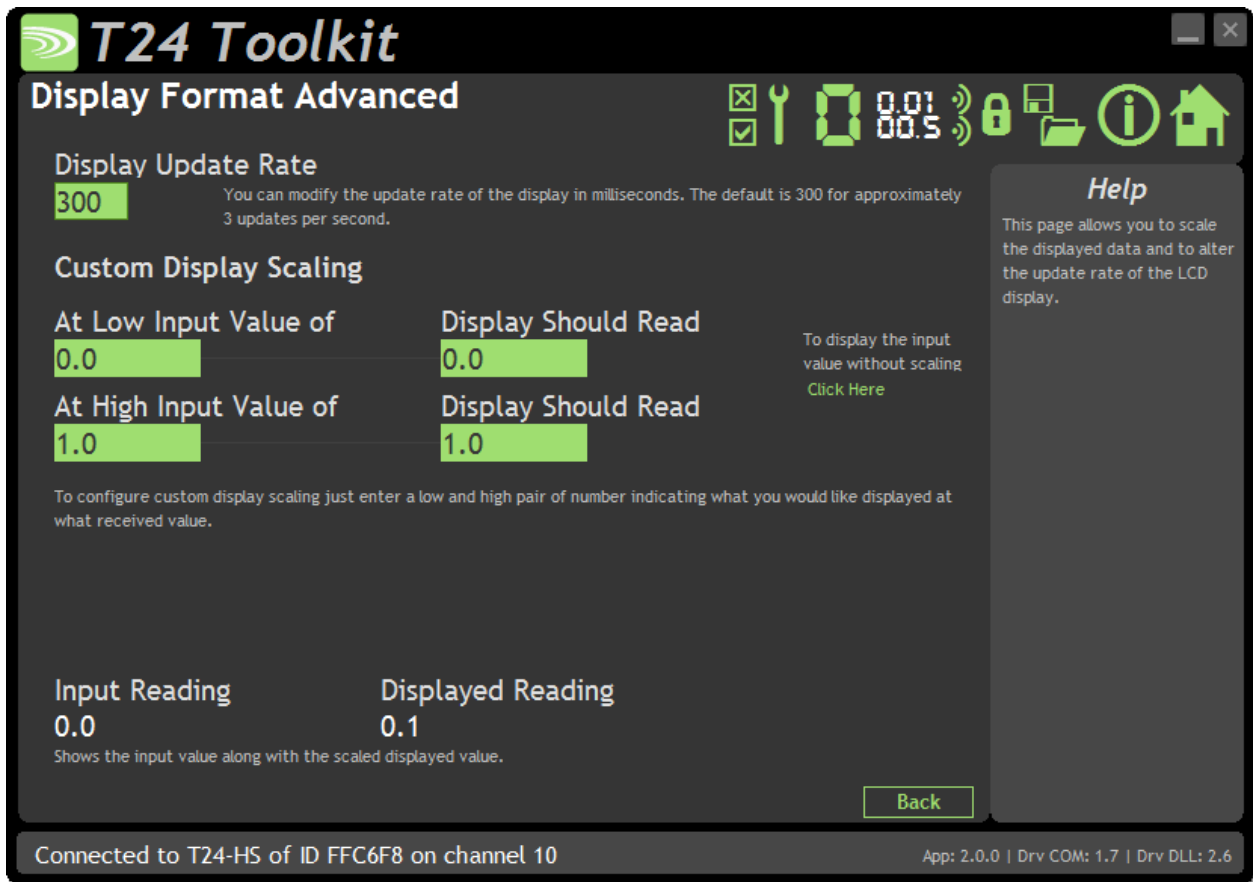 T24 Toolkit
Display Format Advanced
0.01
00.5
Display Update Rate
300
You can modify the update rate of the display in milliseconds. The default is 300 for approximately
3 updates per second.
Custom Display Scaling
At Low Input Value of
Display Should Read
0.0
0.0
To display the input
value without scaling
Click Here
At High Input Value of
Display Should Read
1.0
1.0
To configure custom display scaling just enter a low and high pair of number indicating what you would like displayed at
what received value.
Input Reading
Displayed Reading
0.0
0.1
Shows the input value along with the scaled displayed value.
Back
Help
This page allows you to scale
the displayed data and to alter
the update rate of the LCD
display.
Connected to T24-HS of ID FFC6F8 on channel 10
App: 2.0.0 | Drv COM: 1.7 | Drv DLL: 2.6